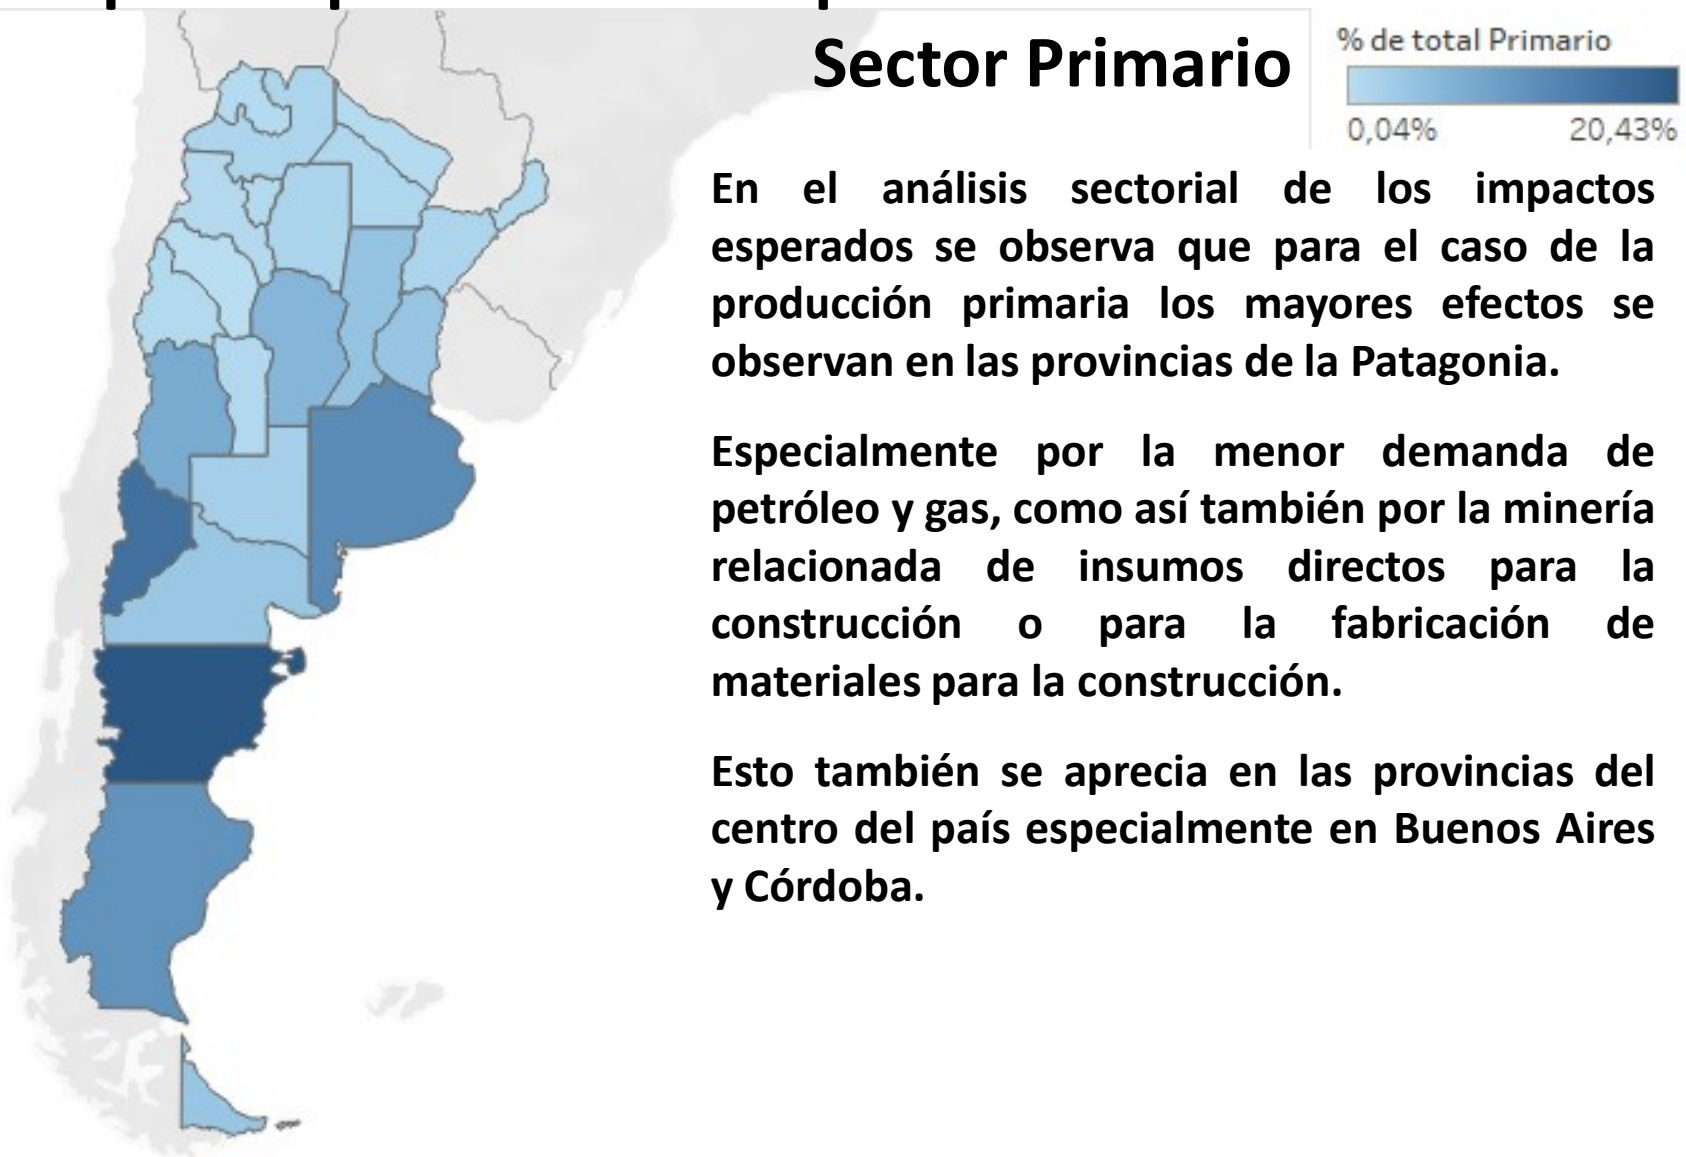 Sector Primario
% de total Primario
0,04% 20,43%
En el análisis sectorial de los impactos
esperados se observa que para el caso de la
producción primaria los mayores efectos se
observan en las provincias de la Patagonia.
Especialmente por la menor demanda de
petróleo y gas, como así también por la minería
relacionada de insumos directos para la
construcción o para la fabricación de
materiales para la construcción.
Esto también se aprecia en las provincias del
centro del país especialmente en Buenos Aires
y Córdoba.